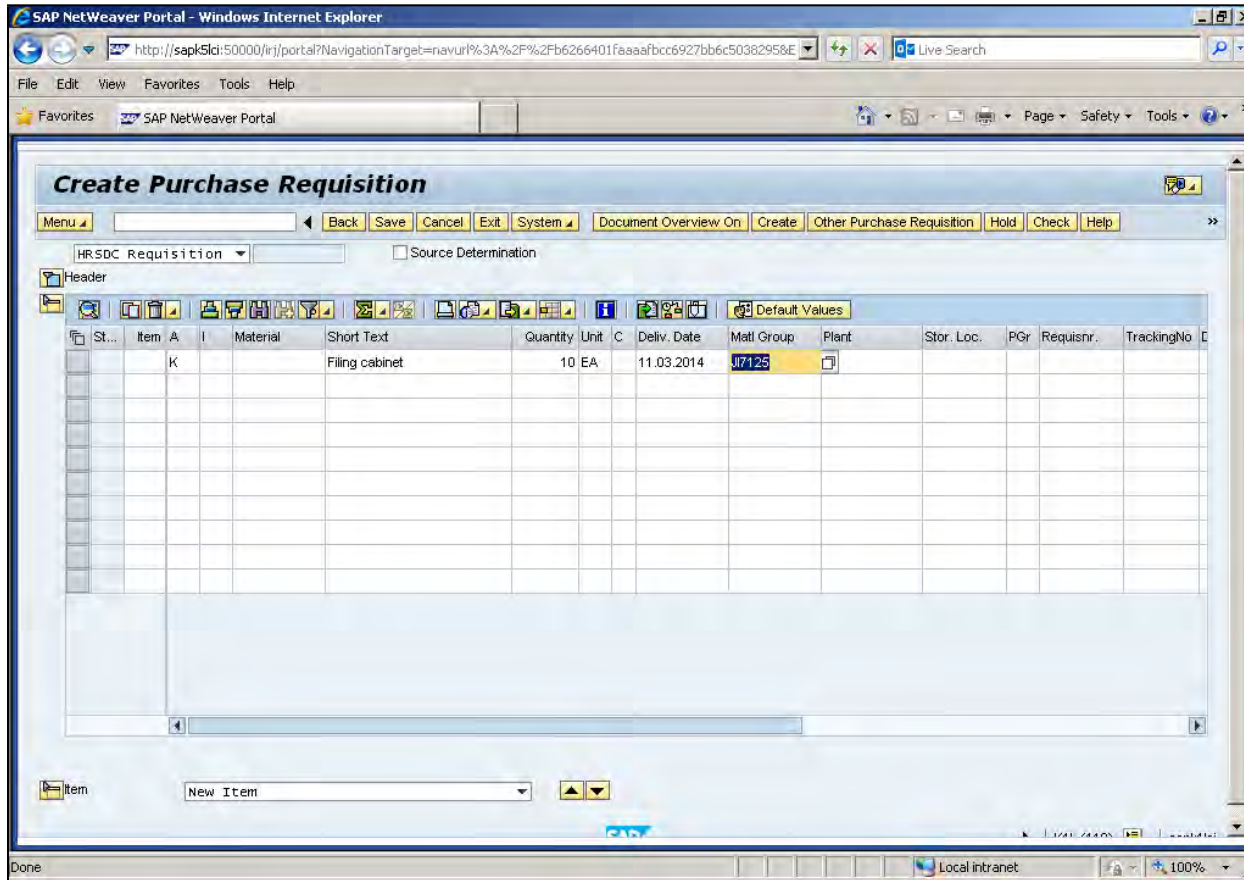 SAP NetWeaver Portal - Windows Internet Explorer
http://sapk5lci:50000/irj/portal?NavigationTarget=navurl%3A%2F%2Fb6266401faaaafbcc6927bb6c5038295&E
Live Search
File Edit View Favorites Tools Help
Favorites SAP NetWeaver Portal Page Safety Tools
Create Purchase Requisition
Menu Back Save Cancel Exit System Document Overview On Create Other Purchase Requisition Hold Check Help »
HRSDC Requisition Source Determination
Header
Default Values
St... Item A I Material Short Text Quantity Unit C Deliv. Date Matl Group Plant Stor. Loc. PGr Requisnr. TrackingNo D
K Filing cabinet 10 EA 11.03.2014 JI7125
Item New Item
SAP
Done Local intranet 100%